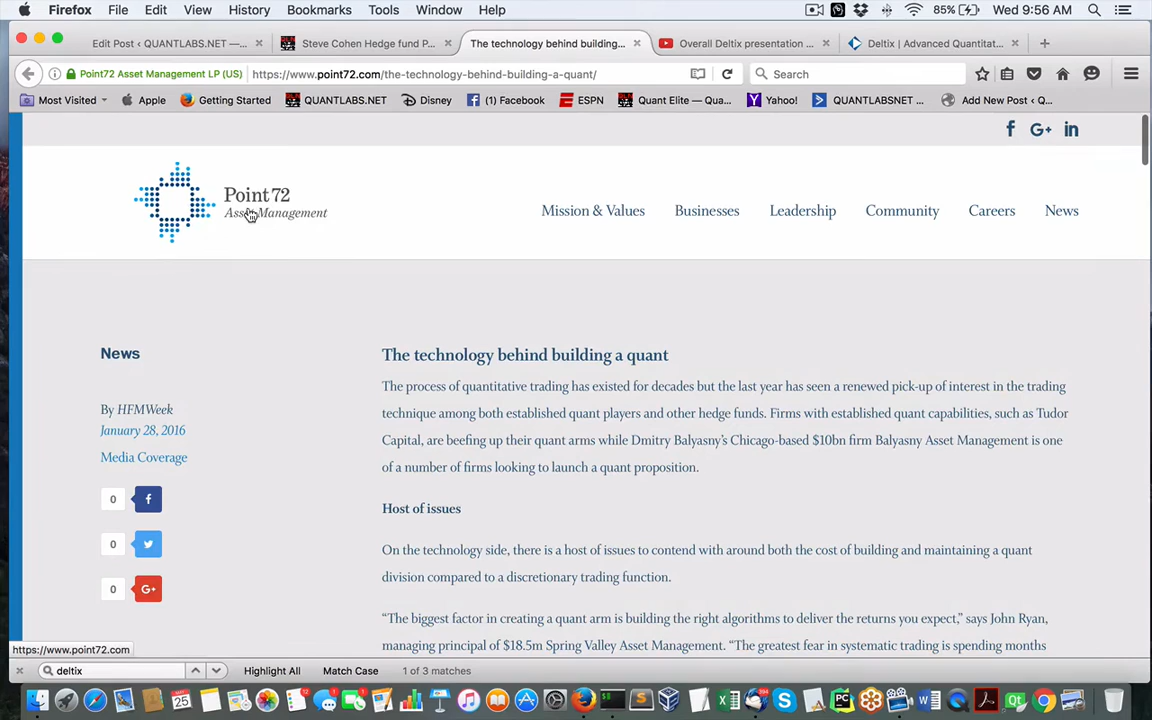 Firefox File Edit View History Bookmarks Tools Window Help 85% Wed 9:56 AM
Edit Post ‹ QUANTLABS.NET —... × Steve Cohen Hedge fund P... × The technology behind building... × Overall Deltix presentation ... × Deltix | Advanced Quantitat... × +
Point72 Asset Management LP (US) https://www.point72.com/the-technology-behind-building-a-quant/ Search
Most Visited Apple Getting Started QUANTLABS.NET Disney (1) Facebook ESPN Quant Elite — Qua... Yahoo! QUANTLABSNET ... Add New Post ‹ Q...
Point72
Asset Management
Mission & Values Businesses Leadership Community Careers News
News
The technology behind building a quant
By HFMWeek
January 28, 2016
Media Coverage
0
0
0
The process of quantitative trading has existed for decades but the last year has seen a renewed pick-up of interest in the trading
technique among both established quant players and other hedge funds. Firms with established quant capabilities, such as Tudor
Capital, are beefing up their quant arms while Dmitry Balyasny’s Chicago-based $10bn firm Balyasny Asset Management is one
of a number of firms looking to launch a quant proposition.
Host of issues
On the technology side, there is a host of issues to contend with around both the cost of building and maintaining a quant
division compared to a discretionary trading function.
“The biggest factor in creating a quant arm is building the right algorithms to deliver the returns you expect,” says John Ryan,
managing principal of $18.5m Spring Valley Asset Management. “The greatest fear in systematic trading is spending months
https://www.point72.com
× deltix Highlight All Match Case 1 of 3 matches